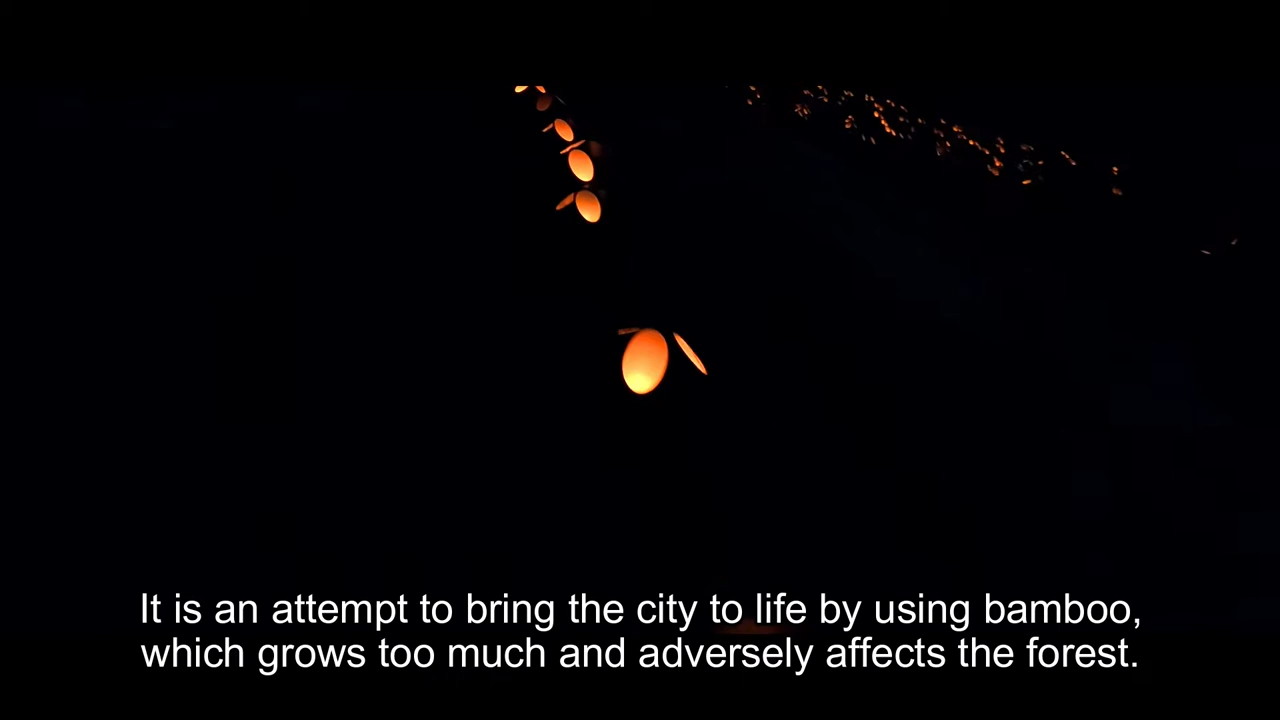 It is an attempt to bring the city to life by using bamboo,
which grows too much and adversely affects the forest.